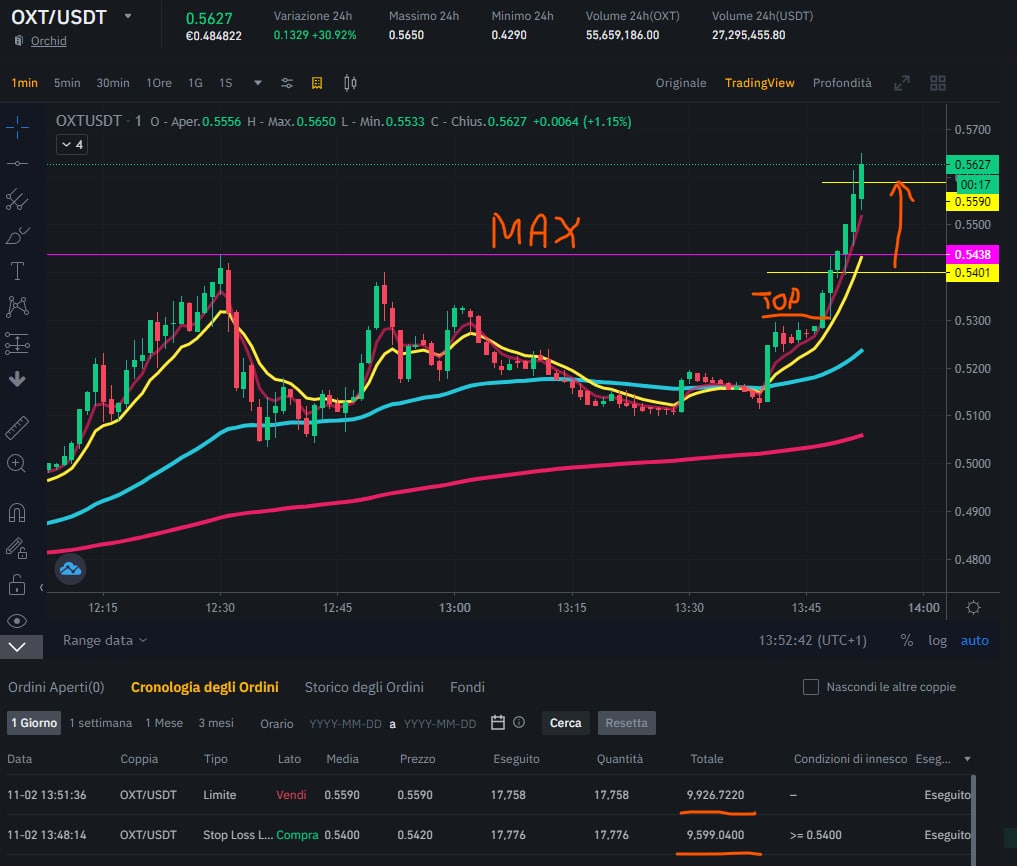 OXT/USDT
Orchid
0.5627
€0.484822
Variazione 24h
0.1329 +30.92%
Massimo 24h
0.5650
Minimo 24h
0.4290
Volume 24h(OXT)
55,659,186.00
Volume 24h(USDT)
27,295,455.80
1min 5min 30min 1Ore 1G 1S
Originale TradingView Profondità
OXTUSDT · 1 O - Aper.0.5556 H - Max.0.5650 L - Min.0.5533 C - Chius.0.5627 +0.0064 (+1.15%)
4
0.5700
0.5627
00:17
0.5590
0.5500
MAX
0.5438
0.5401
TOP
0.5300
0.5200
0.5100
0.5000
0.4900
0.4800
12:15 12:30 12:45 13:00 13:15 13:30 13:45 14:00
Range data 13:52:42 (UTC+1) % log auto
Ordini Aperti(0) Cronologia degli Ordini Storico degli Ordini Fondi Nascondi le altre coppie
1 Giorno 1 settimana 1 Mese 3 mesi Orario YYYY-MM-DD a YYYY-MM-DD Cerca Resetta
Data Coppia Tipo Lato Media Prezzo Eseguito Quantità Totale Condizioni di innesco Eseg...
11-02 13:51:36 OXT/USDT Limite Vendi 0.5590 0.5590 17,758 17,758 9,926.7220 – Eseguito
11-02 13:48:14 OXT/USDT Stop Loss L... Compra 0.5400 0.5420 17,776 17,776 9,599.0400 >= 0.5400 Eseguito